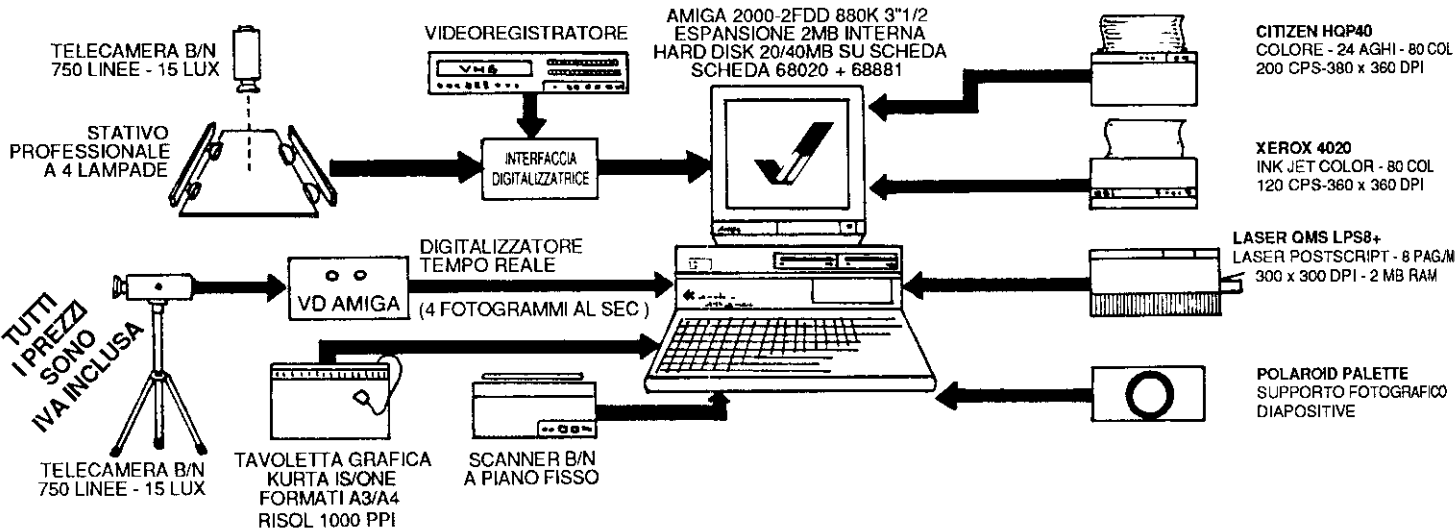 AMIGA 2000-2FDD 880K 3"1/2
ESPANSIONE 2MB INTERNA
HARD DISK 20/40MB SU SCHEDA
SCHEDA 68020 + 68881
TELECAMERA B/N
750 LINEE - 15 LUX
VIDEOREGISTRATORE
VHS
CITIZEN HQP40
COLORE - 24 AGHI - 80 COL
200 CPS-380 x 360 DPI
STATIVO
PROFESSIONALE
A 4 LAMPADE
INTERFACCIA
DIGITALIZZATRICE
XEROX 4020
INK JET COLOR - 80 COL
120 CPS-360 x 360 DPI
DIGITALIZZATORE
TEMPO REALE
(4 FOTOGRAMMI AL SEC )
VD AMIGA
LASER QMS LPS8+
LASER POSTSCRIPT - 8 PAG/M
300 x 300 DPI - 2 MB RAM
TUTTI
I PREZZI
SONO
IVA INCLUSA
POLAROID PALETTE
SUPPORTO FOTOGRAFICO
DIAPOSITIVE
TELECAMERA B/N
750 LINEE - 15 LUX
TAVOLETTA GRAFICA
KURTA IS/ONE
FORMATI A3/A4
RISOL 1000 PPI
SCANNER B/N
A PIANO FISSO